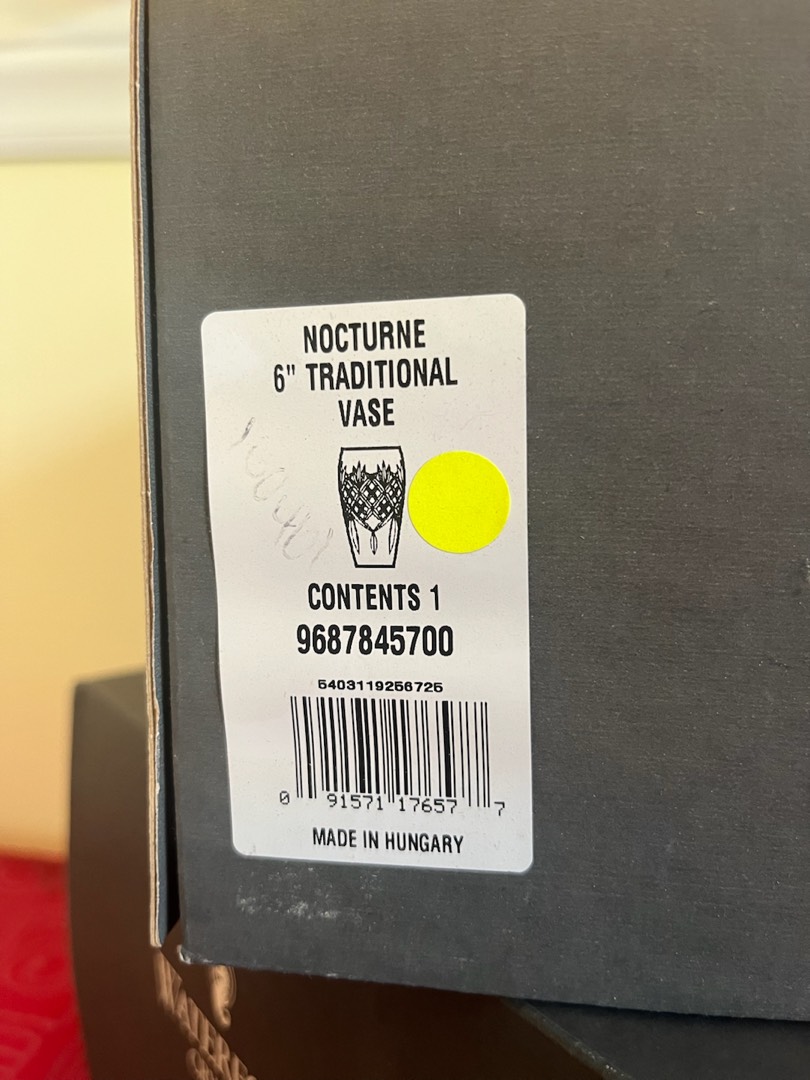 NOCTURNE
6" TRADITIONAL
VASE
CONTENTS 1
9687845700
5403119256725
0 91571 17657 7
MADE IN HUNGARY